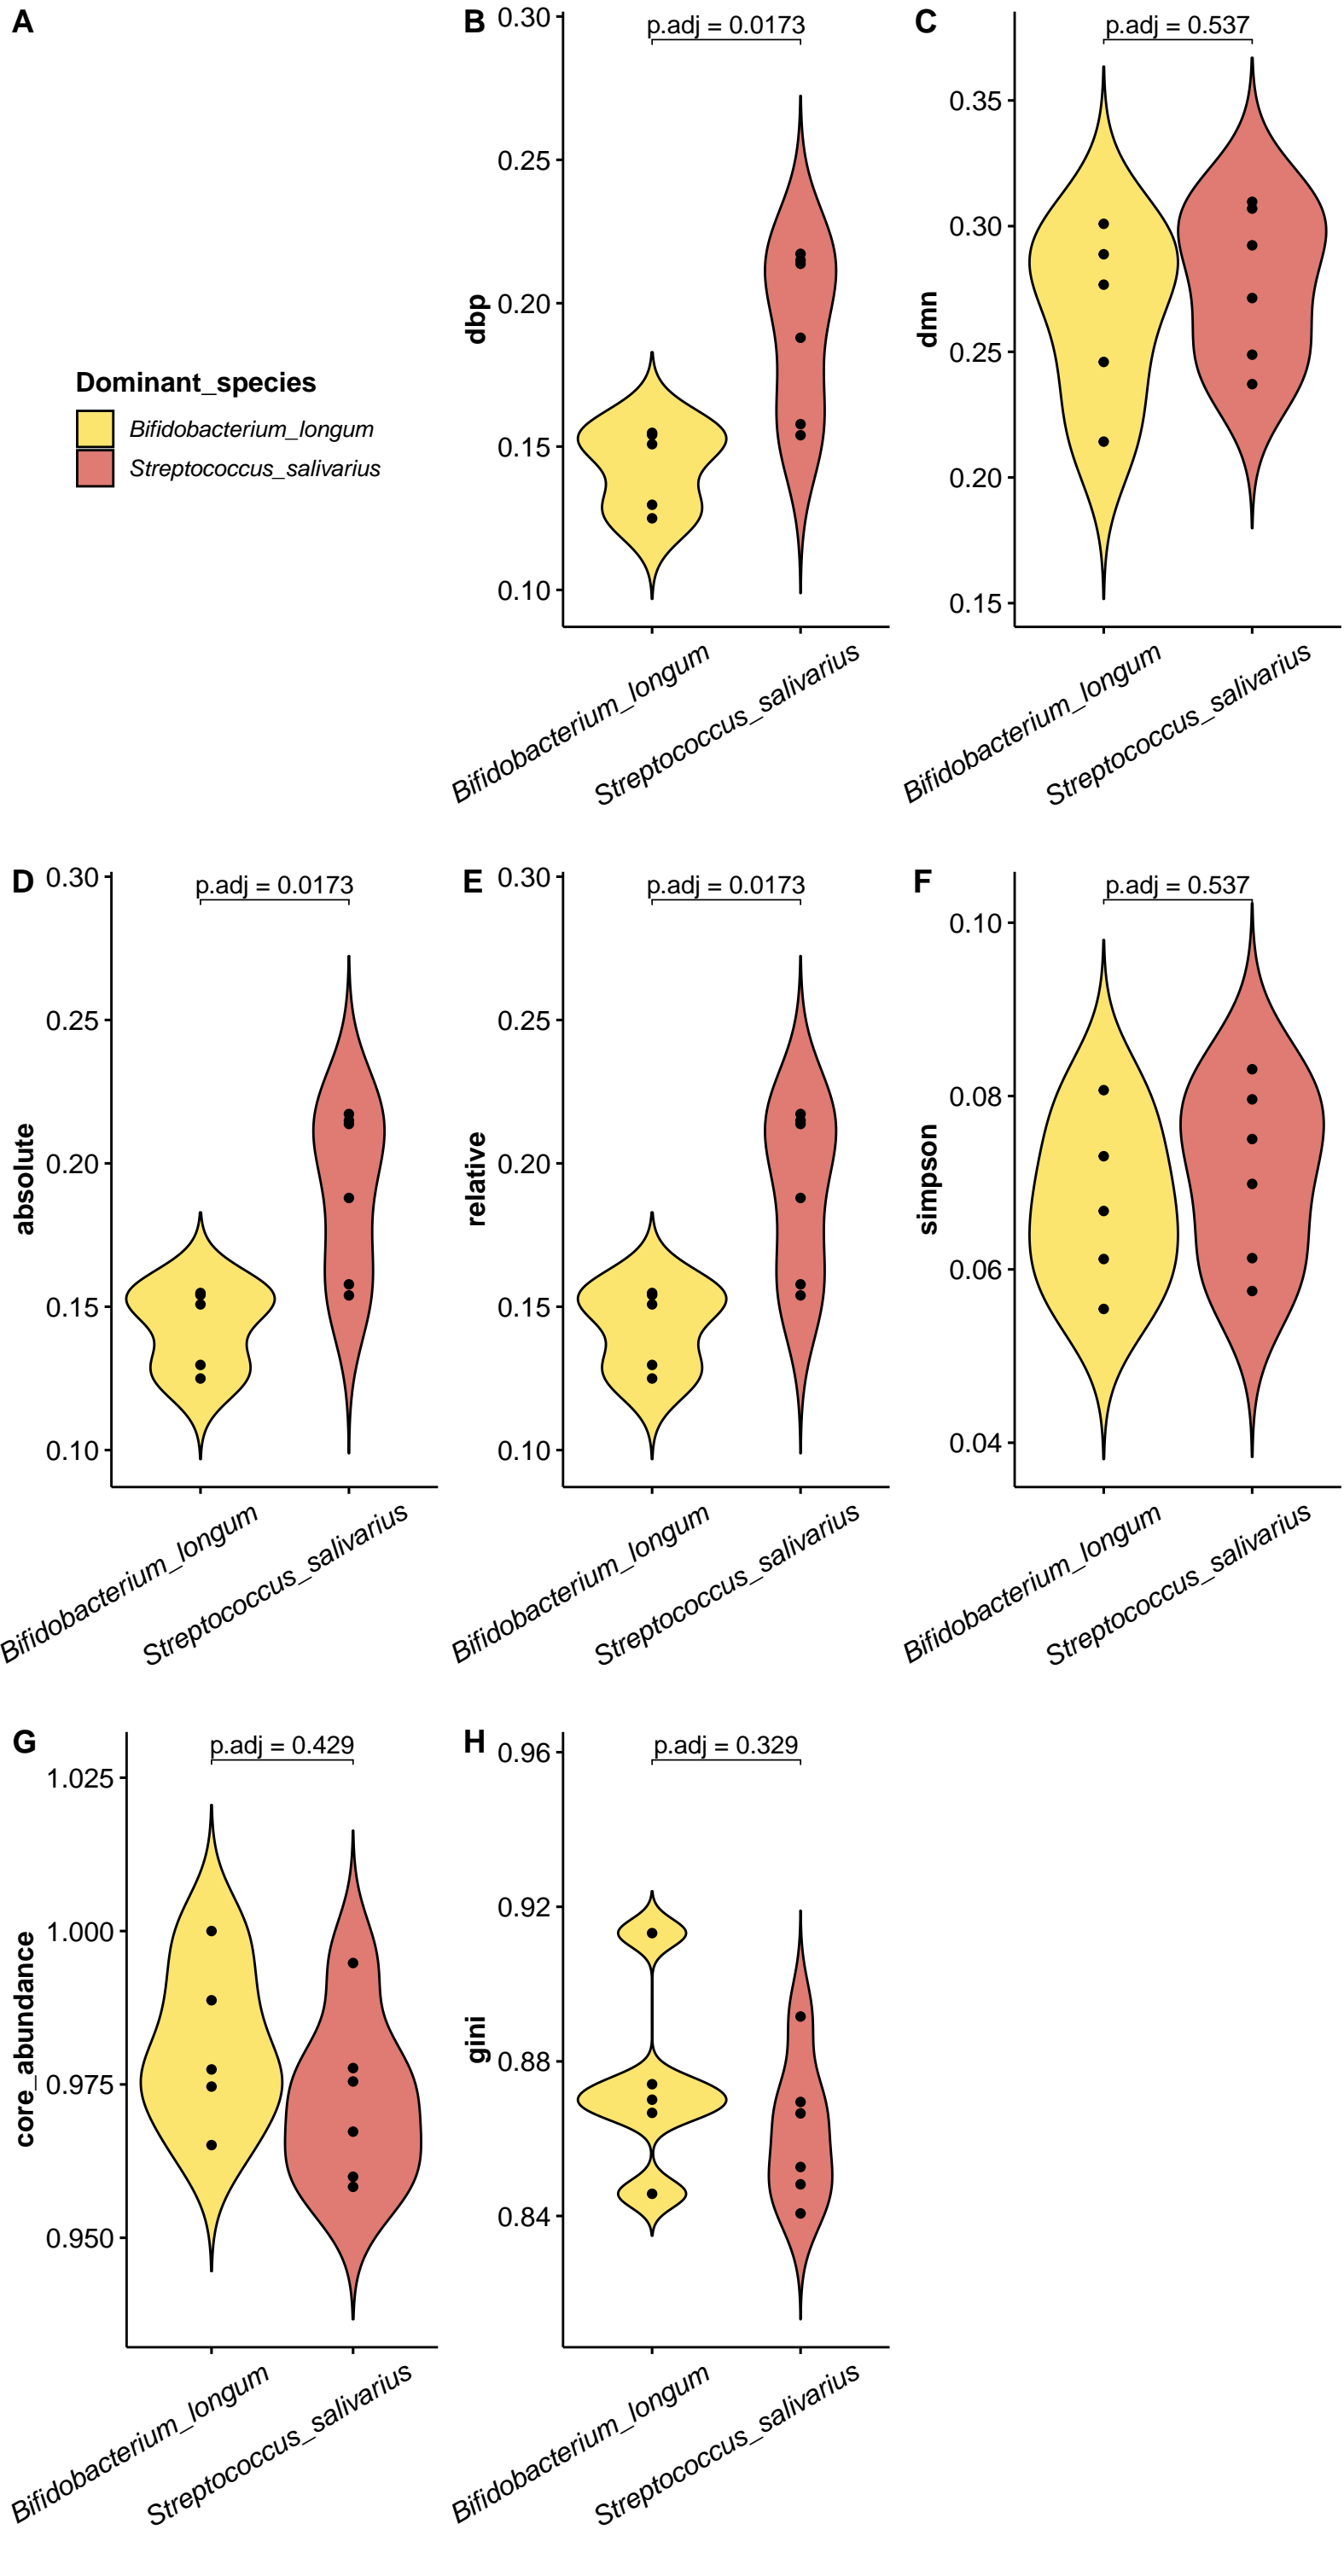 A
Dominant_species
Bifidobacterium_longum
Streptococcus_salivarius
B
p.adj = 0.0173
dbp
0.30
0.25
0.20
0.15
0.10
Bifidobacterium_longum
Streptococcus_salivarius
C
p.adj = 0.537
dmn
0.35
0.30
0.25
0.20
0.15
Bifidobacterium_longum
Streptococcus_salivarius
D
p.adj = 0.0173
absolute
0.30
0.25
0.20
0.15
0.10
Bifidobacterium_longum
Streptococcus_salivarius
E
p.adj = 0.0173
relative
0.30
0.25
0.20
0.15
0.10
Bifidobacterium_longum
Streptococcus_salivarius
F
p.adj = 0.537
simpson
0.10
0.08
0.06
0.04
Bifidobacterium_longum
Streptococcus_salivarius
G
p.adj = 0.429
core_abundance
1.025
1.000
0.975
0.950
Bifidobacterium_longum
Streptococcus_salivarius
H
p.adj = 0.329
gini
0.96
0.92
0.88
0.84
Bifidobacterium_longum
Streptococcus_salivarius